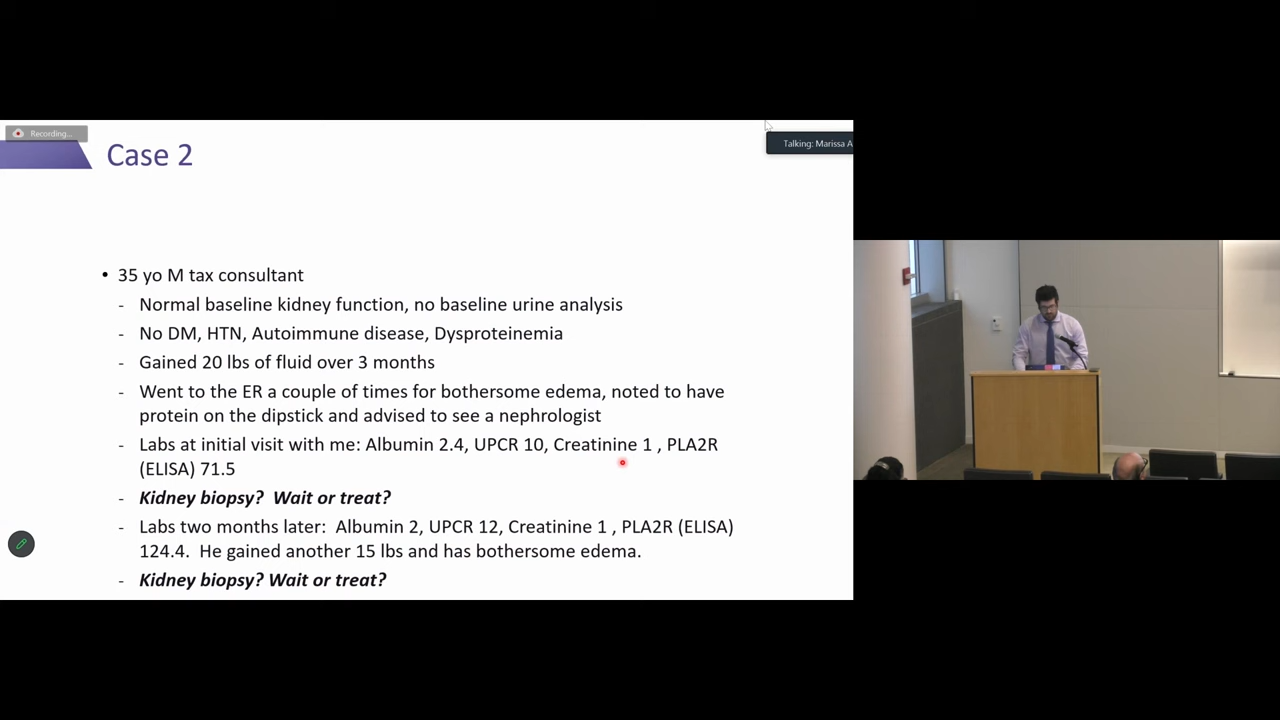 Recording...
Talking: Marissa A
Case 2
• 35 yo M tax consultant
- Normal baseline kidney function, no baseline urine analysis
- No DM, HTN, Autoimmune disease, Dysproteinemia
- Gained 20 lbs of fluid over 3 months
- Went to the ER a couple of times for bothersome edema, noted to have
protein on the dipstick and advised to see a nephrologist
- Labs at initial visit with me: Albumin 2.4, UPCR 10, Creatinine 1 , PLA2R
(ELISA) 71.5
- Kidney biopsy? Wait or treat?
- Labs two months later: Albumin 2, UPCR 12, Creatinine 1 , PLA2R (ELISA)
124.4. He gained another 15 lbs and has bothersome edema.
- Kidney biopsy? Wait or treat?